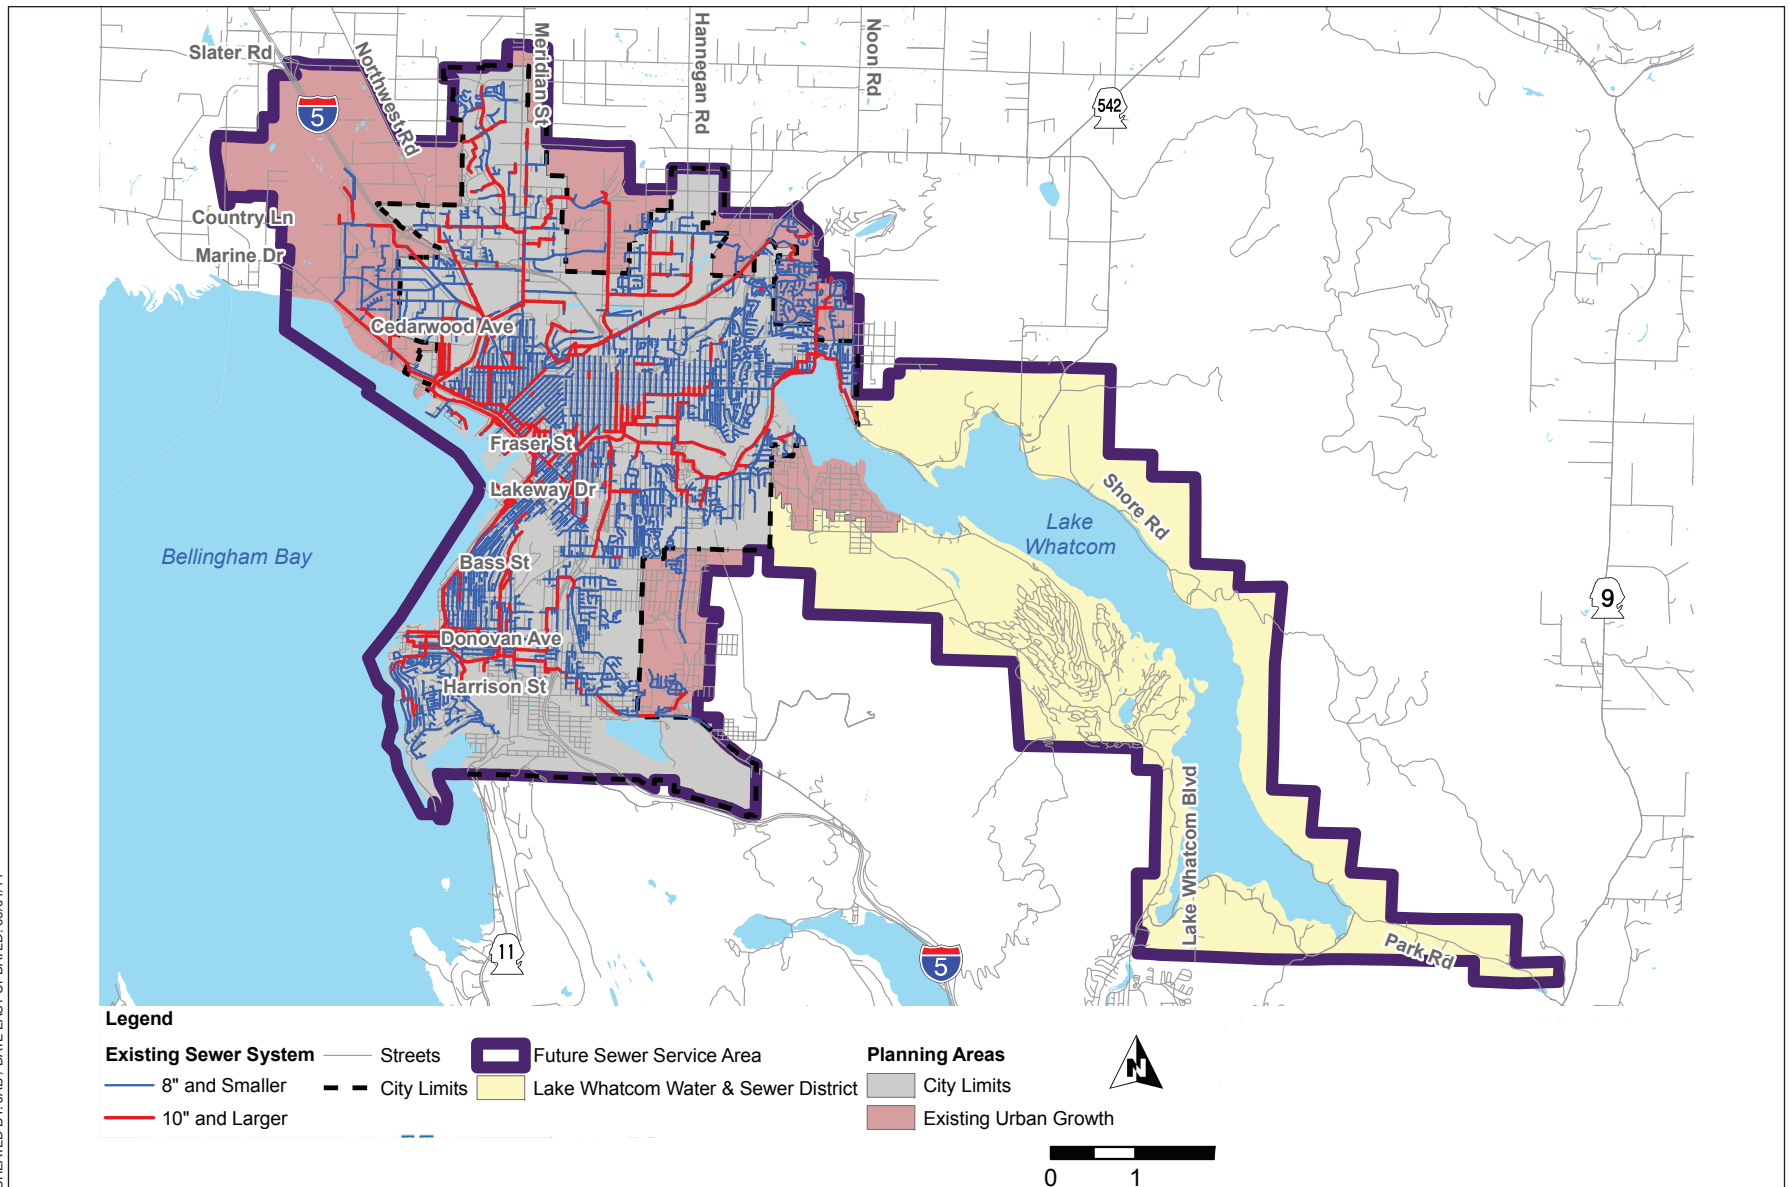 Slater Rd
Northwest Rd
Meridian St
Hannegan Rd
Noon Rd
5
542
Country Ln
Marine Dr
Cedarwood Ave
Fraser St
Lakeway Dr
Shore Rd
Lake
Whatcom
Bellingham Bay
Bass St
9
Donovan Ave
Harrison St
Lake Whatcom Blvd
11
5
Park Rd
Legend
Existing Sewer System
8" and Smaller
10" and Larger
Streets
City Limits
Future Sewer Service Area
Lake Whatcom Water & Sewer District
Planning Areas
City Limits
Existing Urban Growth
N
0 1